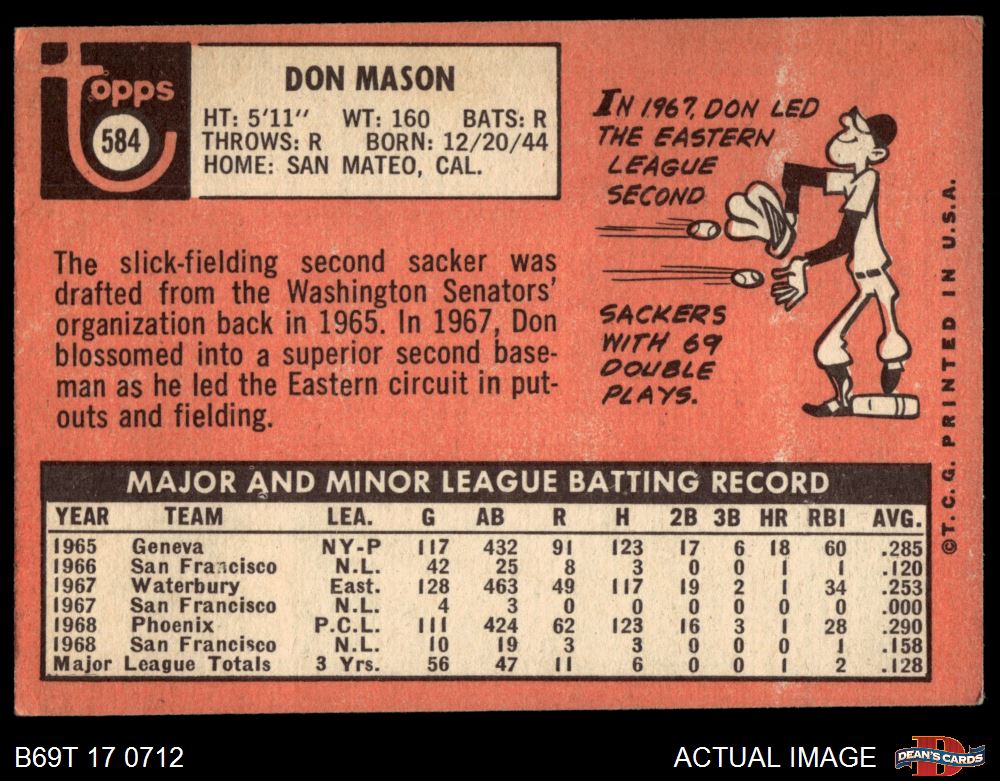 Topps
584
DON MASON
HT: 5'11" WT: 160 BATS: R
THROWS: R BORN: 12/20/44
HOME: SAN MATEO, CAL.
IN 1967, DON LED
THE EASTERN
LEAGUE
SECOND
SACKERS
WITH 69
DOUBLE
PLAYS.
The slick-fielding second sacker was
drafted from the Washington Senators'
organization back in 1965. In 1967, Don
blossomed into a superior second base-
man as he led the Eastern circuit in put-
outs and fielding.
©T.C.G. PRINTED IN U.S.A.
MAJOR AND MINOR LEAGUE BATTING RECORD
YEAR TEAM LEA. G AB R H 2B 3B HR RBI AVG.
1965 Geneva NY-P 117 432 91 123 17 6 18 60 .285
1966 San Francisco N.L. 42 25 8 3 0 0 1 1 .120
1967 Waterbury East. 128 463 49 117 19 2 1 34 .253
1967 San Francisco N.L. 4 3 0 0 0 0 0 0 .000
1968 Phoenix P.C.L. 111 424 62 123 16 3 1 28 .290
1968 San Francisco N.L. 10 19 3 3 0 0 0 1 .158
Major League Totals 3 Yrs. 56 47 11 6 0 0 1 2 .128
B69T 17 0712
ACTUAL IMAGE
DEAN'S CARDS